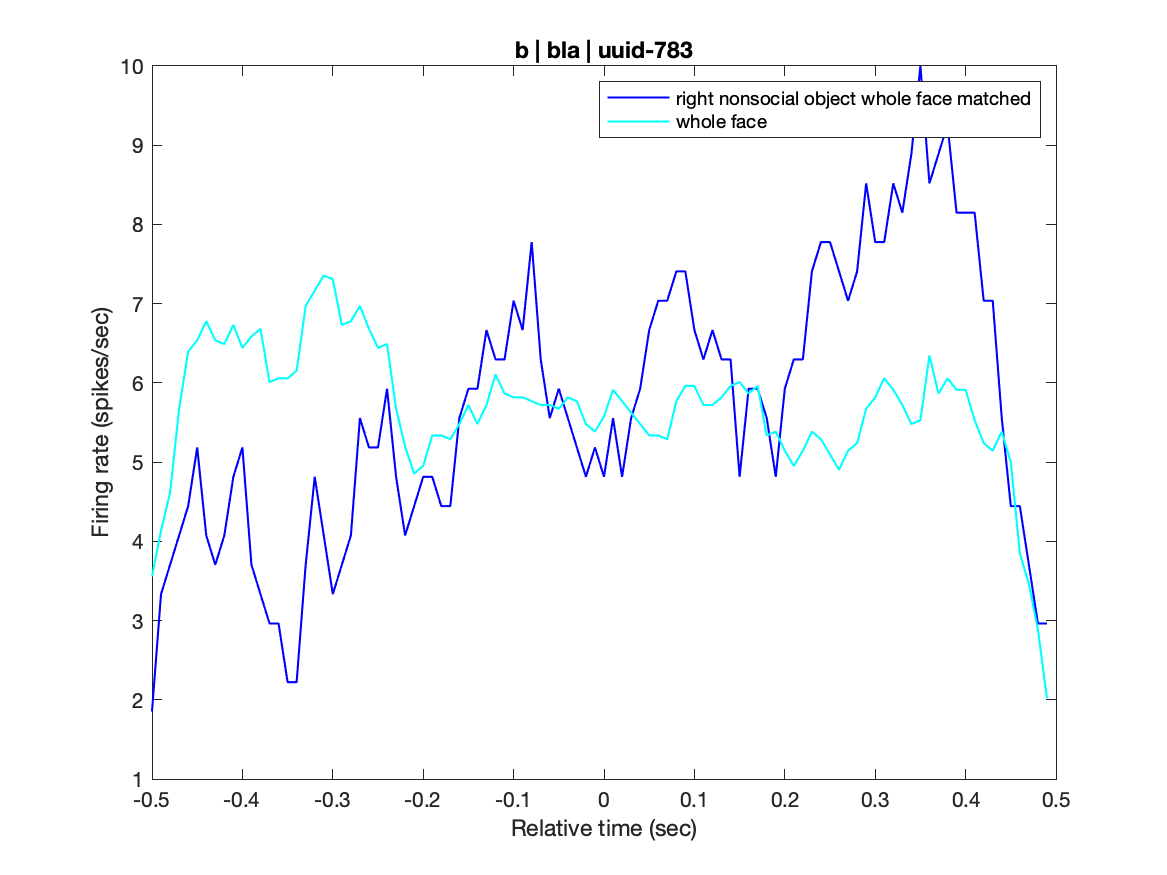 b | bla | uuid-783
right nonsocial object whole face matched
whole face
Firing rate (spikes/sec)
10
9
8
7
6
5
4
3
2
1
-0.5 -0.4 -0.3 -0.2 -0.1 0 0.1 0.2 0.3 0.4 0.5
Relative time (sec)